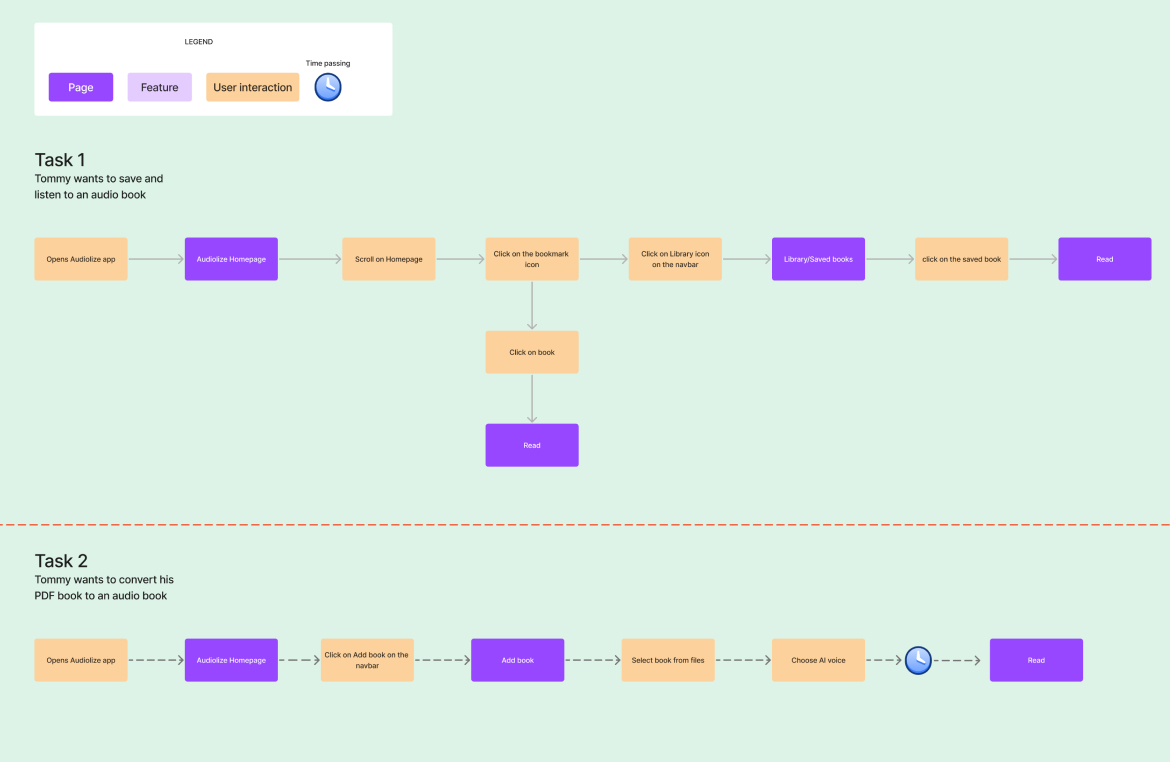 LEGEND
Time passing
Page
Feature
User interaction
Task 1
Tommy wants to save and
listen to an audio book
Opens Audiolize app
Audiolize Homepage
Scroll on Homepage
Click on the bookmark
icon
Click on Library icon
on the navbar
Library/Saved books
click on the saved book
Read
Click on book
Read
Task 2
Tommy wants to convert his
PDF book to an audio book
Opens Audiolize app
Audiolize Homepage
Click on Add book on the
navbar
Add book
Select book from files
Choose AI voice
Read